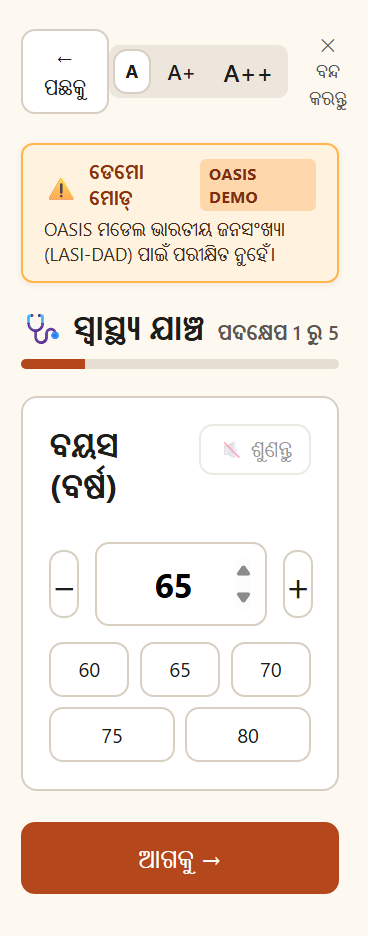 ←
ପଛକୁ
A A+ A++
×
ବନ୍ଦ
କରନ୍ତୁ
ଡେମୋ
ମୋଡ୍
OASIS
DEMO
OASIS ମଡେଲ ଭାରତୀୟ ଜନସଂଖ୍ୟା
(LASI-DAD) ପାଇଁ ପରୀକ୍ଷିତ ନୁହେଁ।
ସ୍ୱାସ୍ଥ୍ୟ ଯାଞ୍ଚ ପଦକ୍ଷେପ 1 ରୁ 5
ବୟସ
(ବର୍ଷ)
ଶୁଣନ୍ତୁ
− 65 +
60 65 70
75 80
ଆଗକୁ →